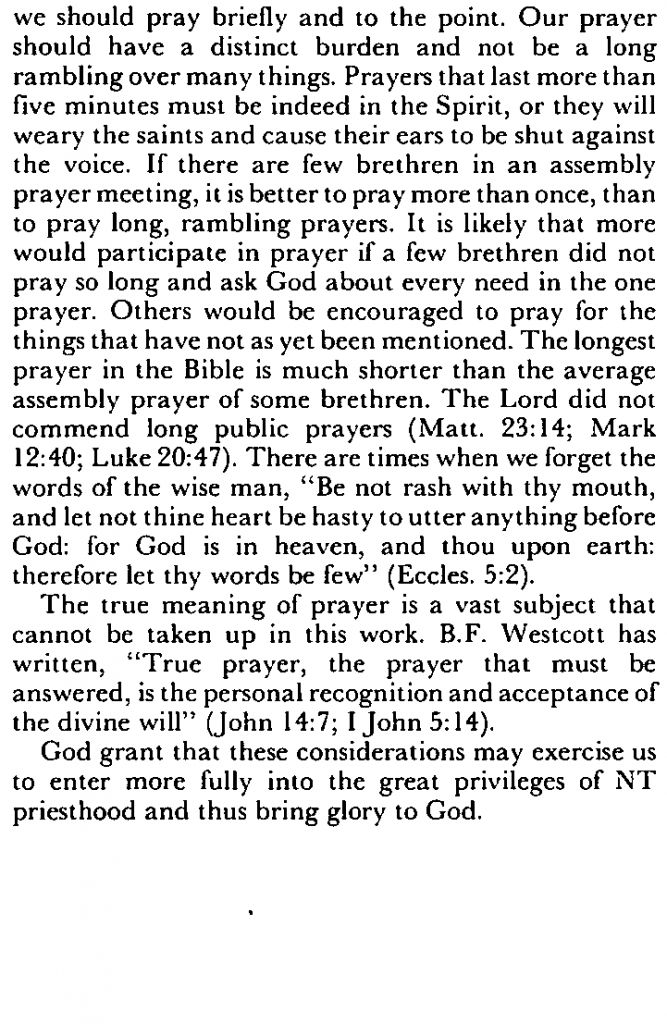 we should pray briefly and to the point. Our prayer
should have a distinct burden and not be a long
rambling over many things. Prayers that last more than
five minutes must be indeed in the Spirit, or they will
weary the saints and cause their ears to be shut against
the voice. If there are few brethren in an assembly
prayer meeting, it is better to pray more than once, than
to pray long, rambling prayers. It is likely that more
would participate in prayer if a few brethren did not
pray so long and ask God about every need in the one
prayer. Others would be encouraged to pray for the
things that have not as yet been mentioned. The longest
prayer in the Bible is much shorter than the average
assembly prayer of some brethren. The Lord did not
commend long public prayers (Matt. 23:14; Mark
12:40; Luke 20:47). There are times when we forget the
words of the wise man, "Be not rash with thy mouth,
and let not thine heart be hasty to utter anything before
God: for God is in heaven, and thou upon earth:
therefore let thy words be few" (Eccles. 5:2).
The true meaning of prayer is a vast subject that
cannot be taken up in this work. B.F. Westcott has
written, "True prayer, the prayer that must be
answered, is the personal recognition and acceptance of
the divine will" (John 14:7; I John 5:14).
God grant that these considerations may exercise us
to enter more fully into the great privileges of NT
priesthood and thus bring glory to God.